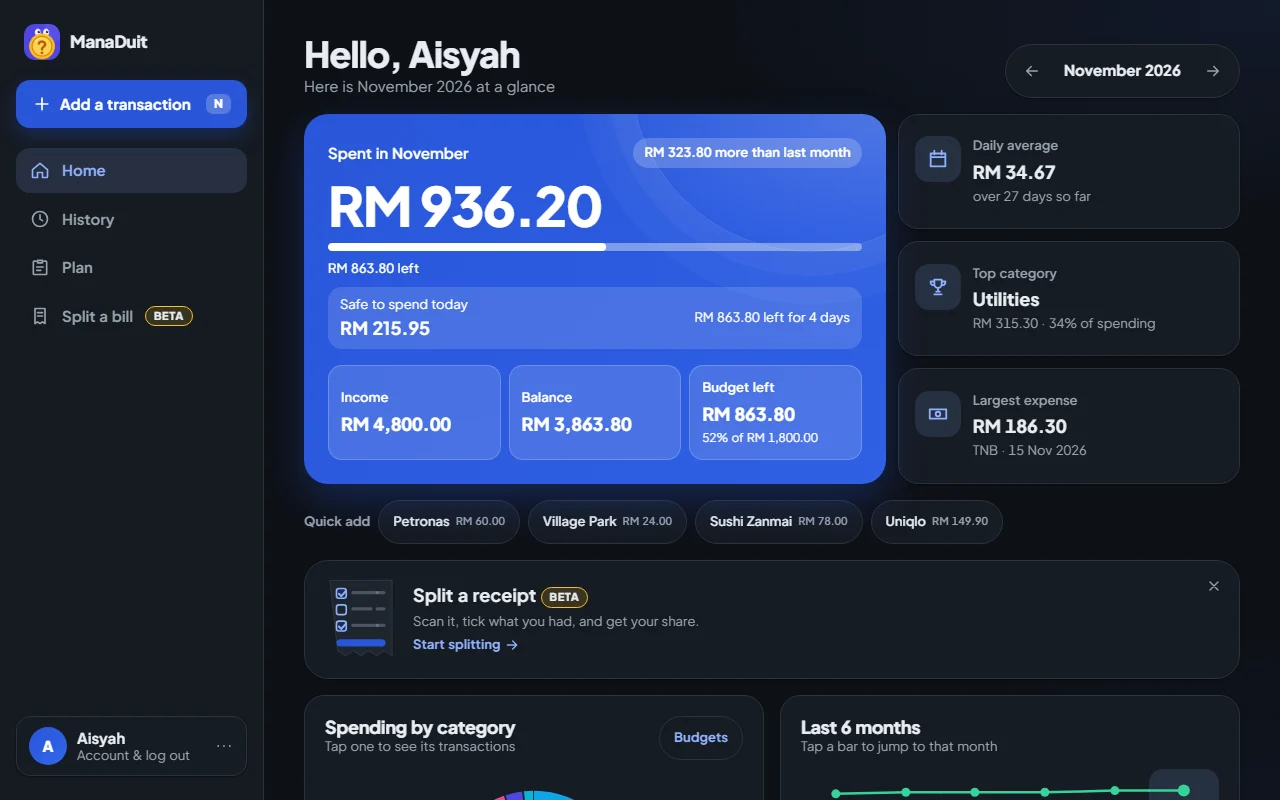 ManaDuit
+ Add a transaction N
Home
History
Plan
Split a bill BETA
A
Aisyah
Account & log out
Hello, Aisyah
Here is November 2026 at a glance
← November 2026 →
Spent in November
RM 323.80 more than last month
RM 936.20
RM 863.80 left
Safe to spend today
RM 215.95
RM 863.80 left for 4 days
Income
RM 4,800.00
Balance
RM 3,863.80
Budget left
RM 863.80
52% of RM 1,800.00
Daily average
RM 34.67
over 27 days so far
Top category
Utilities
RM 315.30 · 34% of spending
Largest expense
RM 186.30
TNB · 15 Nov 2026
Quick add
Petronas RM 60.00
Village Park RM 24.00
Sushi Zanmai RM 78.00
Uniqlo RM 149.90
Split a receipt BETA
Scan it, tick what you had, and get your share.
Start splitting →
Spending by category
Tap one to see its transactions
Budgets
Last 6 months
Tap a bar to jump to that month